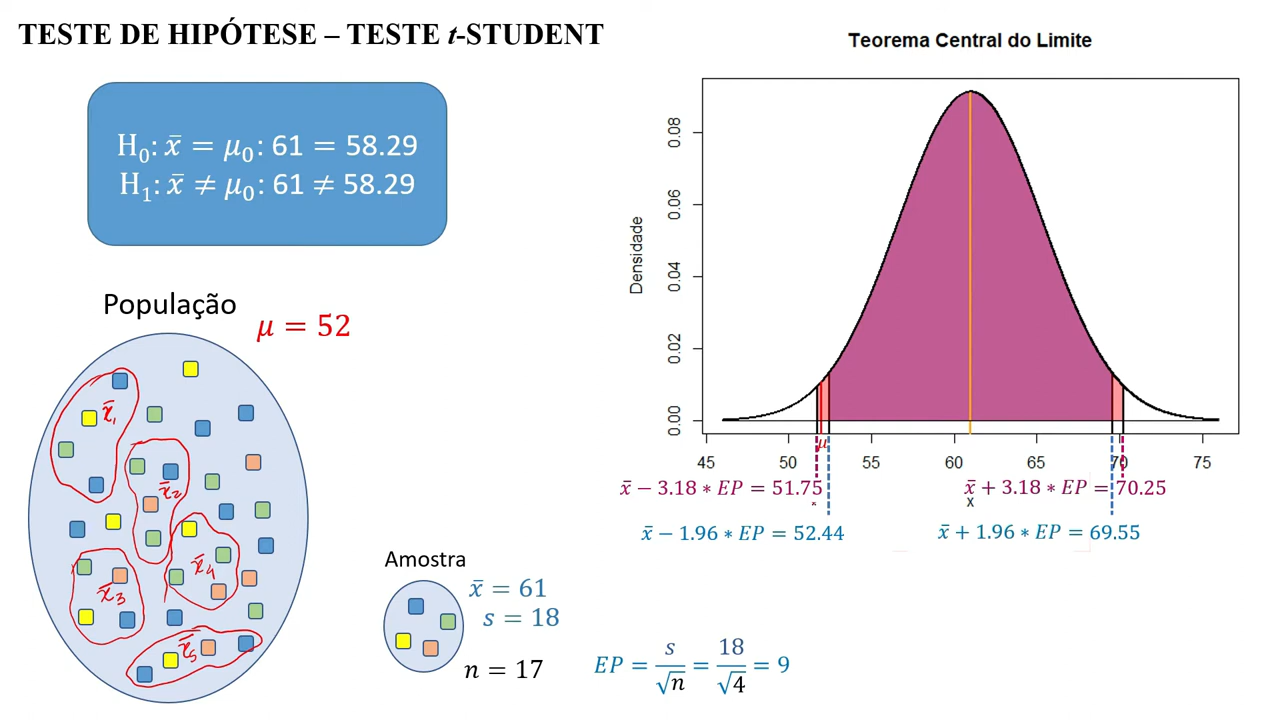 TESTE DE HIPÓTESE – TESTE t-STUDENT
H₀: x̄ = μ₀: 61 = 58.29
H₁: x̄ ≠ μ₀: 61 ≠ 58.29
População
μ = 52
x̄₁
x̄₂
x̄₄
x̄₃
x̄₅
Amostra
x̄ = 61
s = 18
n = 17
EP = s/√n = 18/√4 = 9
Teorema Central do Limite
Densidade
0.08
0.06
0.04
0.02
0.00
μ
45 50 55 60 65 70 75
x̄ − 3.18 ∗ EP = 51.75
x̄ + 3.18 ∗ EP = 70.25
x
x̄ − 1.96 ∗ EP = 52.44
x̄ + 1.96 ∗ EP = 69.55